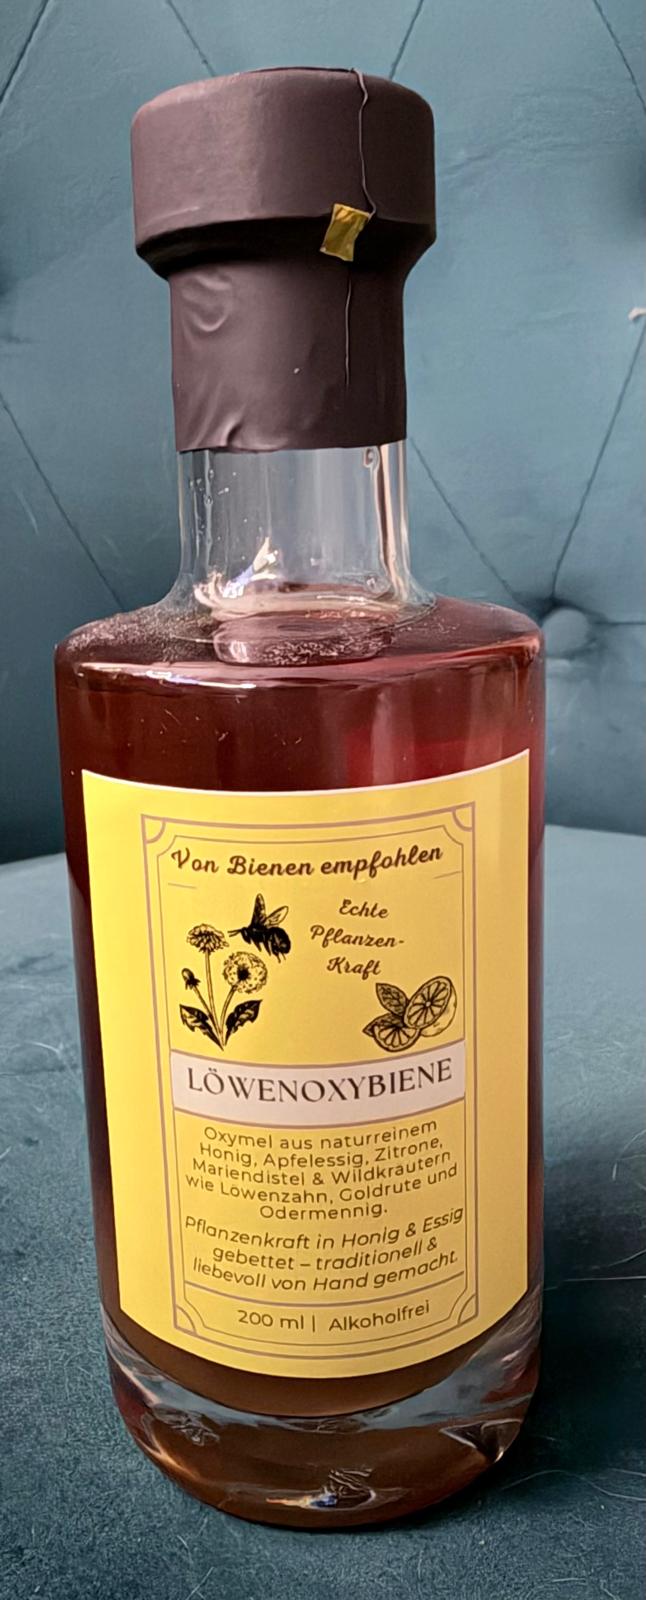 Von Bienen empfohlen
Echte
Pflanzen-
Kraft
LÖWENOXYBIENE
Oxymel aus naturreinem
Honig, Apfelessig, Zitrone,
Mariendistel & Wildkräutern
wie Löwenzahn, Goldrute und
Odermennig.
Pflanzenkraft in Honig & Essig
gebettet – traditionell &
liebevoll von Hand gemacht.
200 ml | Alkoholfrei